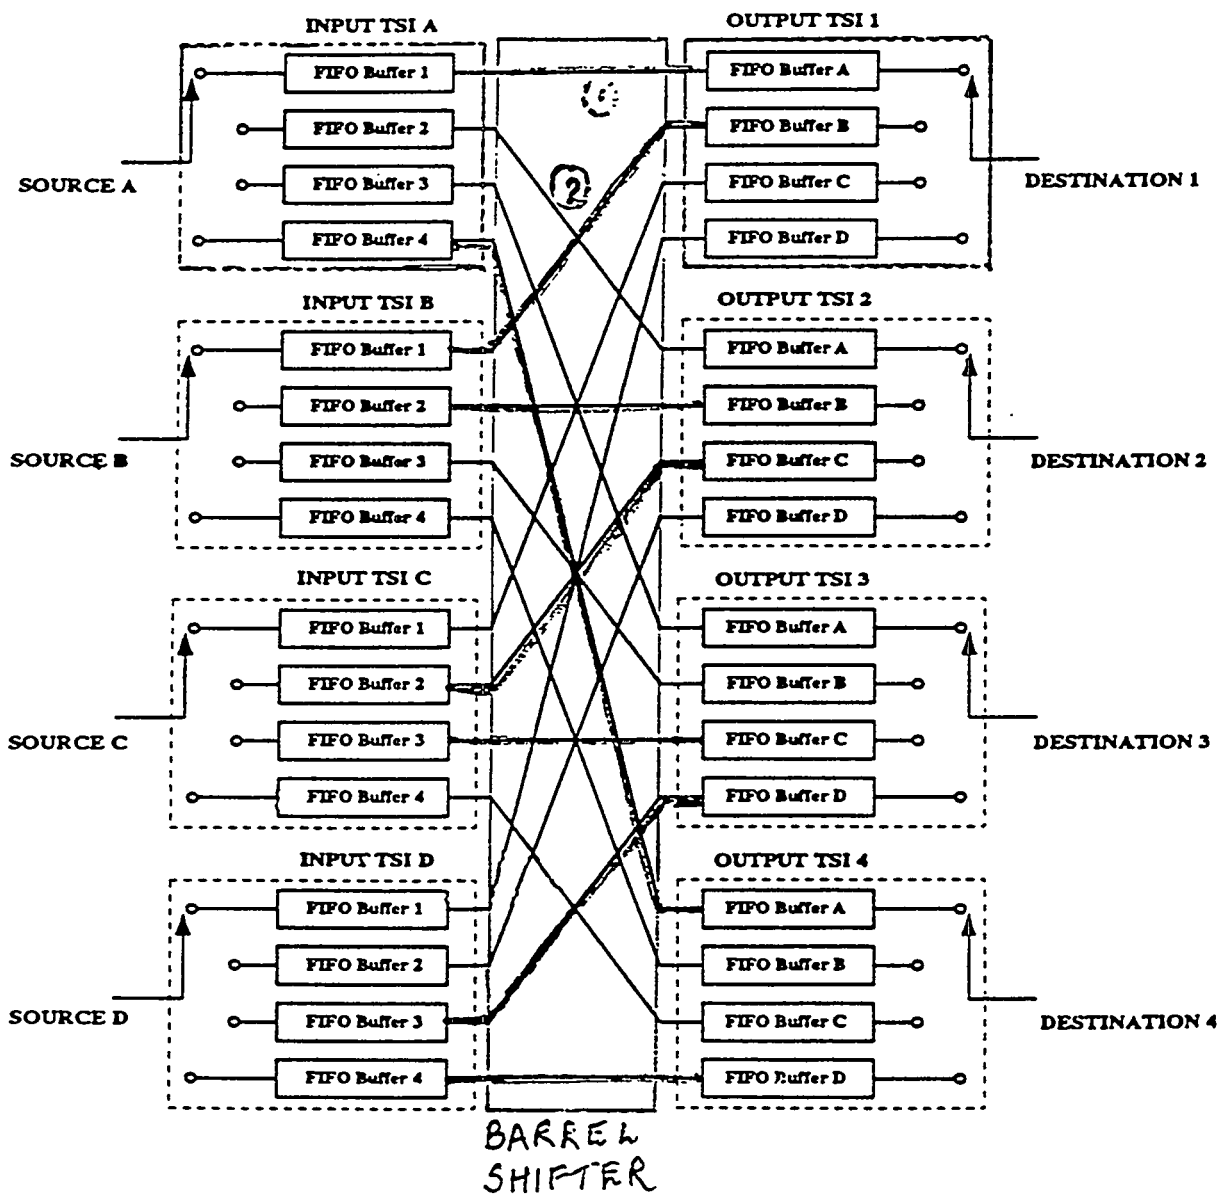 INPUT TSI A
OUTPUT TSI 1
FIFO Buffer 1
FIFO Buffer A
FIFO Buffer 2
FIFO Buffer B
FIFO Buffer 3
FIFO Buffer C
SOURCE A
DESTINATION 1
FIFO Buffer 4
FIFO Buffer D
?
INPUT TSI B
OUTPUT TSI 2
FIFO Buffer 1
FIFO Buffer A
FIFO Buffer 2
FIFO Buffer B
FIFO Buffer 3
FIFO Buffer C
SOURCE B
DESTINATION 2
FIFO Buffer 4
FIFO Buffer D
INPUT TSI C
OUTPUT TSI 3
FIFO Buffer 1
FIFO Buffer A
FIFO Buffer 2
FIFO Buffer B
FIFO Buffer 3
FIFO Buffer C
SOURCE C
DESTINATION 3
FIFO Buffer 4
FIFO Buffer D
INPUT TSI D
OUTPUT TSI 4
FIFO Buffer 1
FIFO Buffer A
FIFO Buffer 2
FIFO Buffer B
FIFO Buffer 3
FIFO Buffer C
SOURCE D
DESTINATION 4
FIFO Buffer 4
FIFO Buffer D
BARREL
SHIFTER